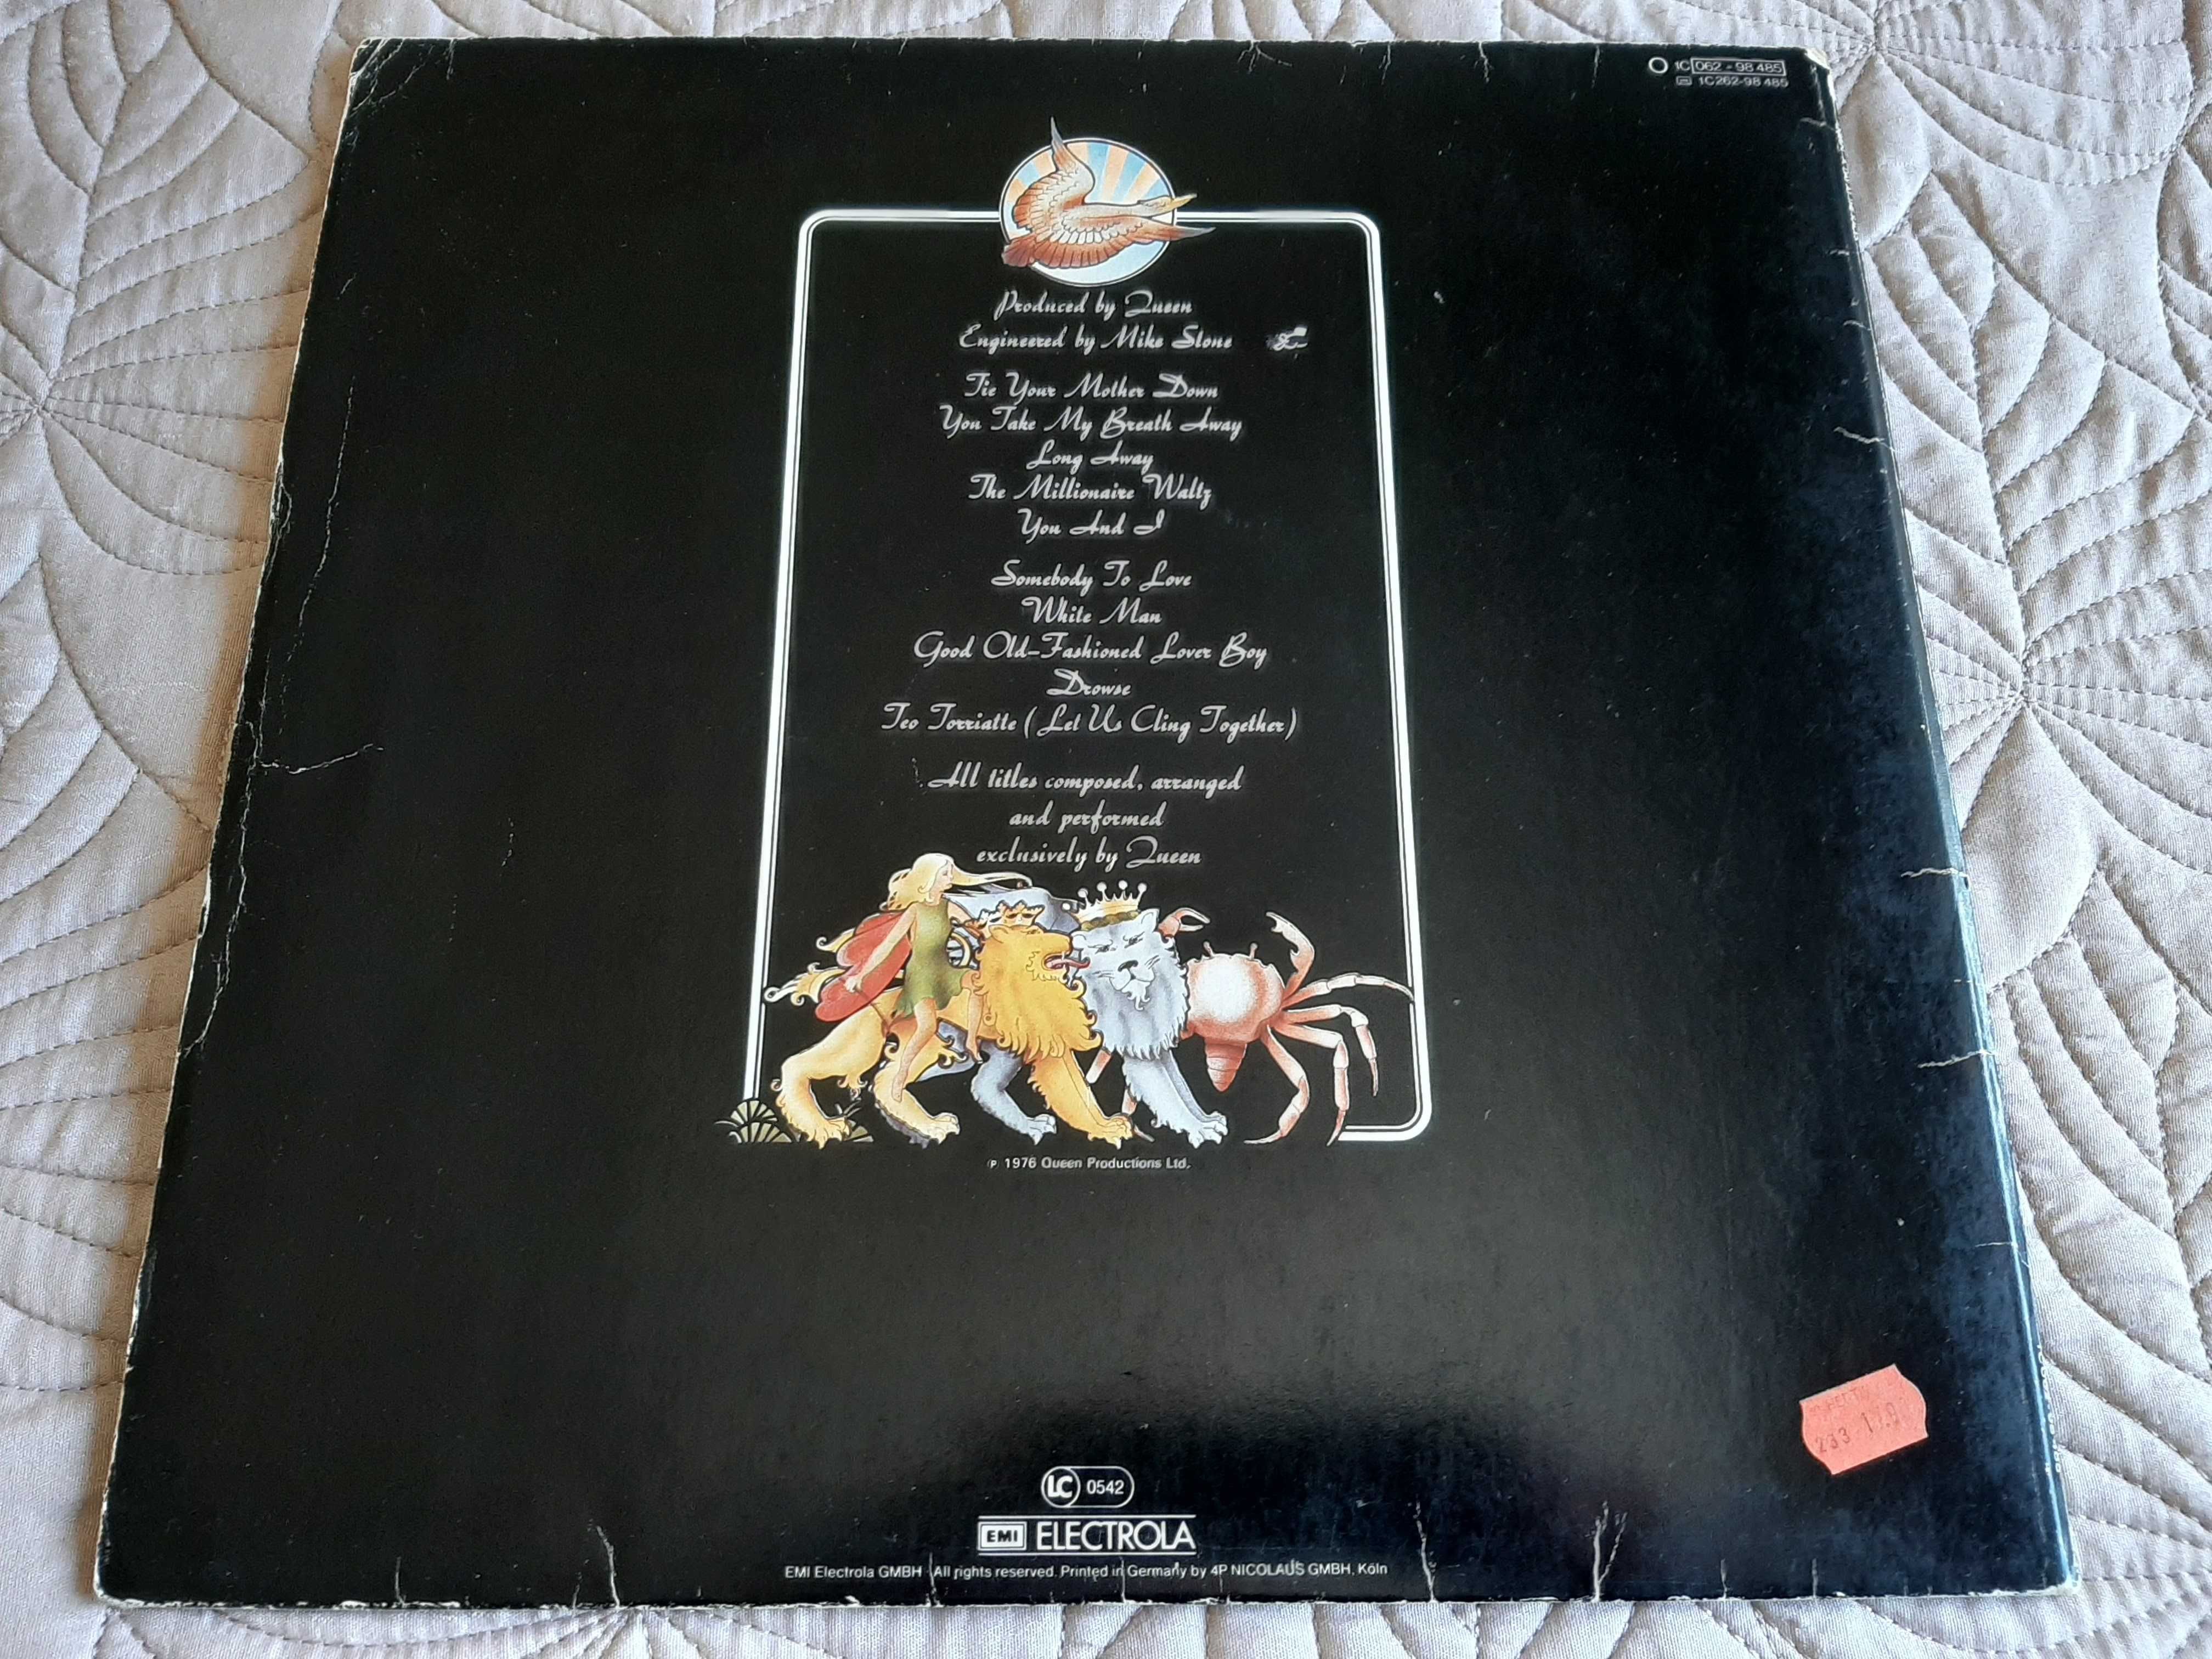 1C 062 - 98 485
1C 262-98 485
Produced by Queen
Engineered by Mike Stone
Tie Your Mother Down
You Take My Breath Away
Long Away
The Millionaire Waltz
You And I
Somebody To Love
White Man
Good Old-Fashioned Lover Boy
Drowse
Teo Torriatte (Let Us Cling Together)
All titles composed, arranged
and performed
exclusively by Queen
℗ 1976 Queen Productions Ltd.
LC 0542
EMI ELECTROLA
EMI Electrola GMBH · All rights reserved. Printed in Germany by 4P NICOLAUS GMBH, Köln
233